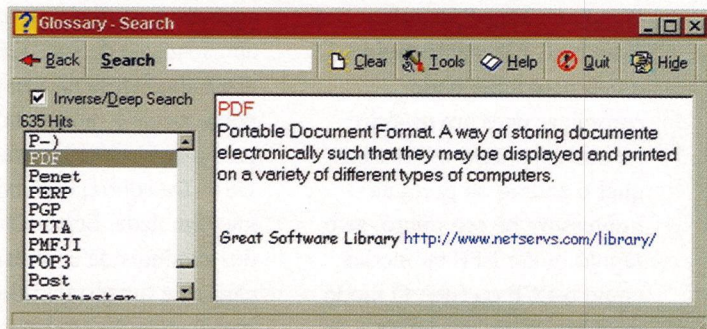 Glossary - Search
Back Search . Clear Tools Help Quit Hide
Inverse/Deep Search
635 Hits
P-)
PDF
Penet
PERP
PGP
PITA
PMFJI
POP3
Post
postmaster
PDF
Portable Document Format. A way of storing documente
electronically such that they may be displayed and printed
on a variety of different types of computers.
Great Software Library http://www.netservs.com/library/